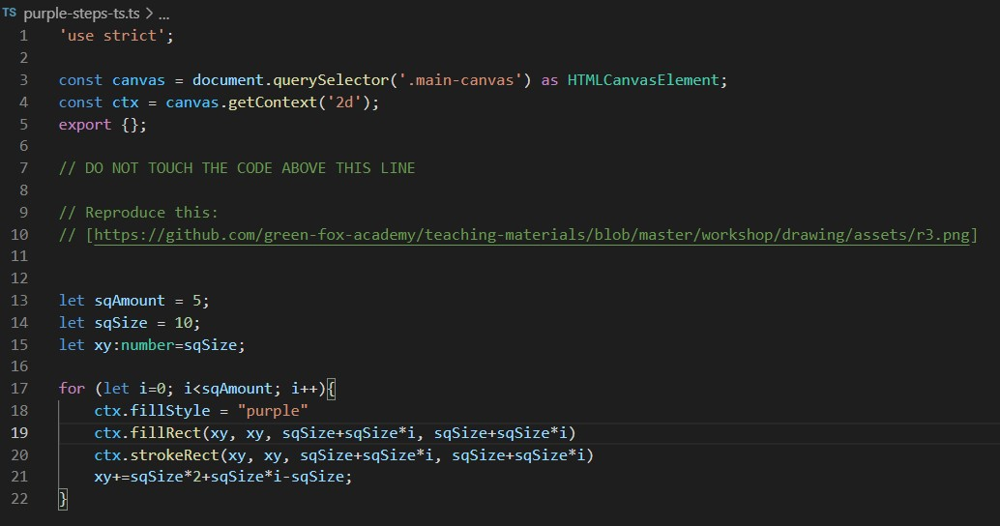 TS purple-steps-ts.ts > ...
1 'use strict';
2
3 const canvas = document.querySelector('.main-canvas') as HTMLCanvasElement;
4 const ctx = canvas.getContext('2d');
5 export {};
6
7 // DO NOT TOUCH THE CODE ABOVE THIS LINE
8
9 // Reproduce this:
10 // [https://github.com/green-fox-academy/teaching-materials/blob/master/workshop/drawing/assets/r3.png]
11
12
13 let sqAmount = 5;
14 let sqSize = 10;
15 let xy:number=sqSize;
16
17 for (let i=0; i<sqAmount; i++){
18     ctx.fillStyle = "purple"
19     ctx.fillRect(xy, xy, sqSize+sqSize*i, sqSize+sqSize*i)
20     ctx.strokeRect(xy, xy, sqSize+sqSize*i, sqSize+sqSize*i)
21     xy+=sqSize*2+sqSize*i-sqSize;
22 }